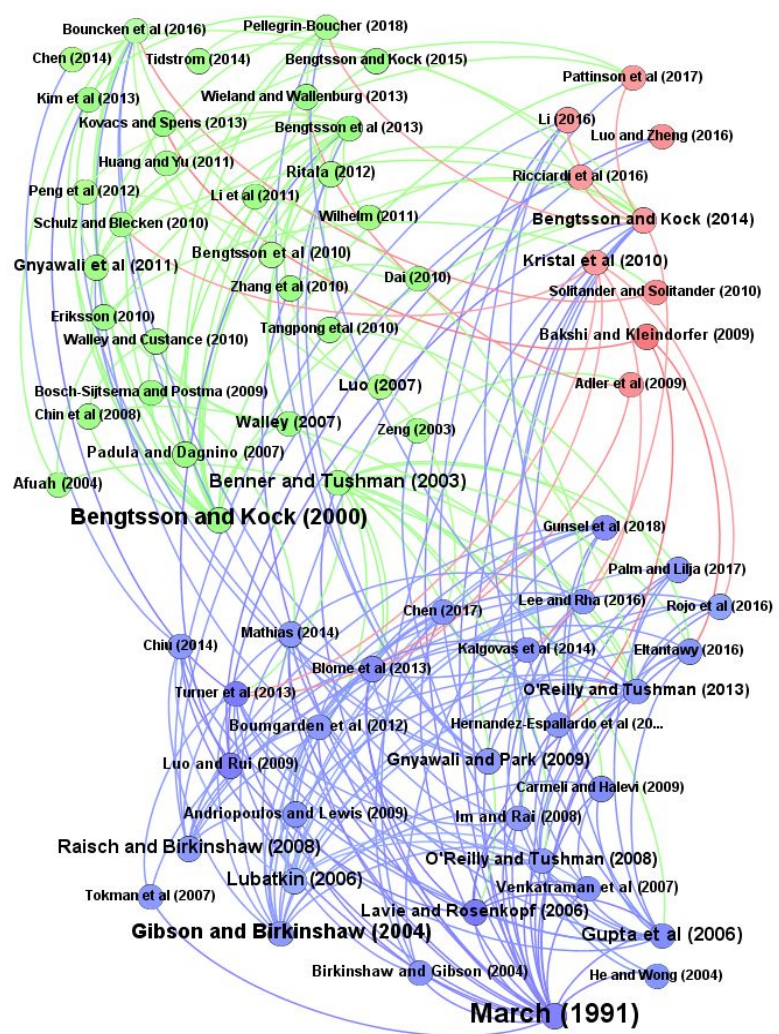 Bouncken et al (2016)
Pellegrin-Boucher (2018)
Chen (2014)
Tidstrom (2014)
Bengtsson and Kock (2015)
Pattinson et al (2017)
Kim et al (2013)
Wieland and Wallenburg (2013)
Kovacs and Spens (2013)
Bengtsson et al (2013)
Li (2016)
Luo and Zheng (2016)
Huang and Yu (2011)
Ritala (2012)
Ricciardi et al (2016)
Peng et al (2012)
Li et al (2011)
Schulz and Blecken (2010)
Wilhelm (2011)
Bengtsson and Kock (2014)
Gnyawali et al (2011)
Bengtsson et al (2010)
Kristal et al (2010)
Zhang et al (2010)
Dai (2010)
Solitander and Solitander (2010)
Eriksson (2010)
Walley and Custance (2010)
Tangpong etal (2010)
Bakshi and Kleindorfer (2009)
Bosch-Sijtsema and Postma (2009)
Luo (2007)
Adler et al (2009)
Chin et al (2008)
Walley (2007)
Zeng (2003)
Padula and Dagnino (2007)
Afuah (2004)
Benner and Tushman (2003)
Bengtsson and Kock (2000)
Gunsel et al (2018)
Palm and Lilja (2017)
Chen (2017)
Lee and Rha (2016)
Rojo et al (2016)
Chiu (2014)
Mathias (2014)
Blome et al (2013)
Kalgovas et al (2014)
Eltantawy (2016)
Turner et al (2013)
O'Reilly and Tushman (2013)
Boumgarden et al (2012)
Hernandez-Espallardo et al (20...
Luo and Rui (2009)
Gnyawali and Park (2009)
Carmeli and Halevi (2009)
Andriopoulos and Lewis (2009)
Im and Rai (2008)
Raisch and Birkinshaw (2008)
O'Reilly and Tushman (2008)
Lubatkin (2006)
Venkatraman et al (2007)
Tokman et al (2007)
Lavie and Rosenkopf (2006)
Gibson and Birkinshaw (2004)
Gupta et al (2006)
Birkinshaw and Gibson (2004)
He and Wong (2004)
March (1991)